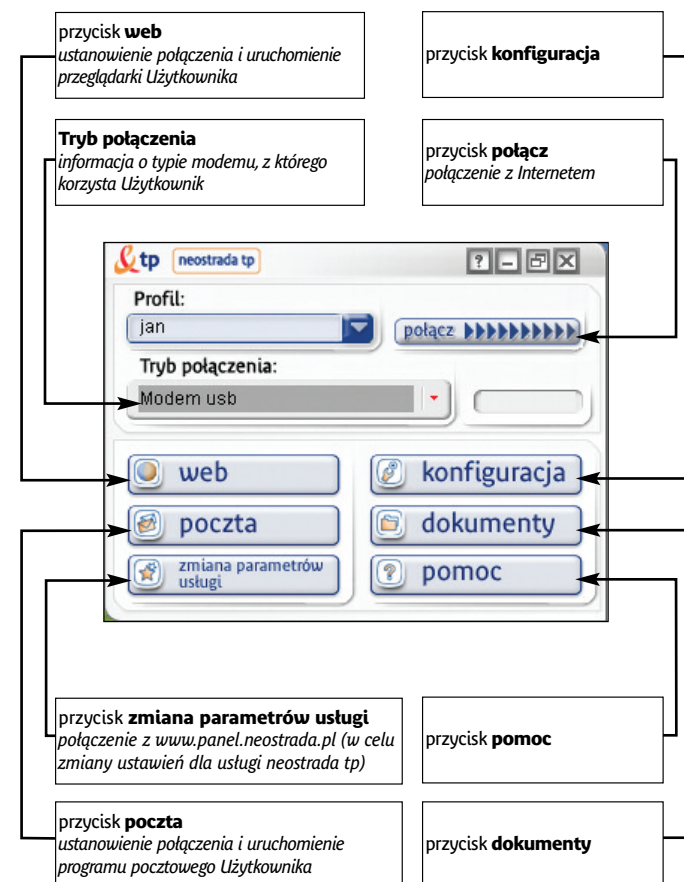 przycisk web
ustanowienie połączenia i uruchomienie
przeglądarki Użytkownika
przycisk konfiguracja
Tryb połączenia
informacja o typie modemu, z którego
korzysta Użytkownik
przycisk połącz
połączenie z Internetem
&tp neostrada tp
Profil:
jan
połącz
Tryb połączenia:
Modem usb
web
konfiguracja
poczta
dokumenty
zmiana parametrów
usługi
pomoc
przycisk zmiana parametrów usługi
połączenie z www.panel.neostrada.pl (w celu
zmiany ustawień dla usługi neostrada tp)
przycisk pomoc
przycisk poczta
ustanowienie połączenia i uruchomienie
programu pocztowego Użytkownika
przycisk dokumenty